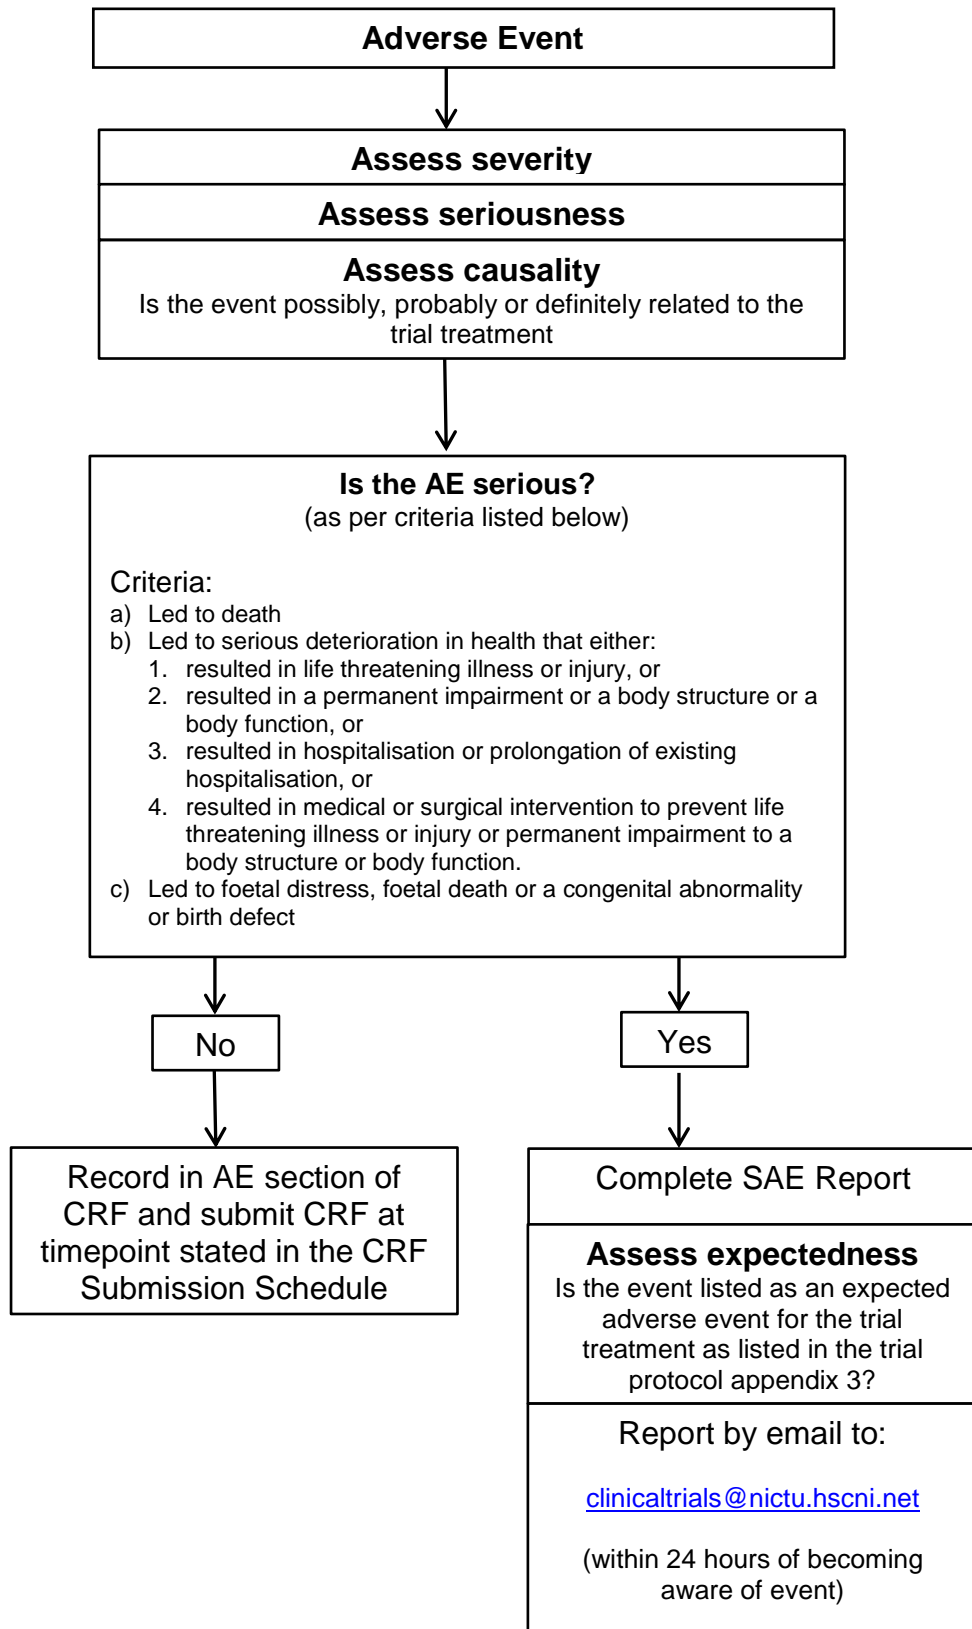 Adverse Event
Assess severity
Assess seriousness
Assess causality
Is the event possibly, probably or definitely related to the
trial treatment
Is the AE serious?
(as per criteria listed below)
Criteria:
a) Led to death
b) Led to serious deterioration in health that either:
1. resulted in life threatening illness or injury, or
2. resulted in a permanent impairment or a body structure or a
body function, or
3. resulted in hospitalisation or prolongation of existing
hospitalisation, or
4. resulted in medical or surgical intervention to prevent life
threatening illness or injury or permanent impairment to a
body structure or body function.
c) Led to foetal distress, foetal death or a congenital abnormality
or birth defect
No
Yes
Record in AE section of
CRF and submit CRF at
timepoint stated in the CRF
Submission Schedule
Complete SAE Report
Assess expectedness
Is the event listed as an expected
adverse event for the trial
treatment as listed in the trial
protocol appendix 3?
Report by email to:
clinicaltrials@nictu.hscni.net
(within 24 hours of becoming
aware of event)